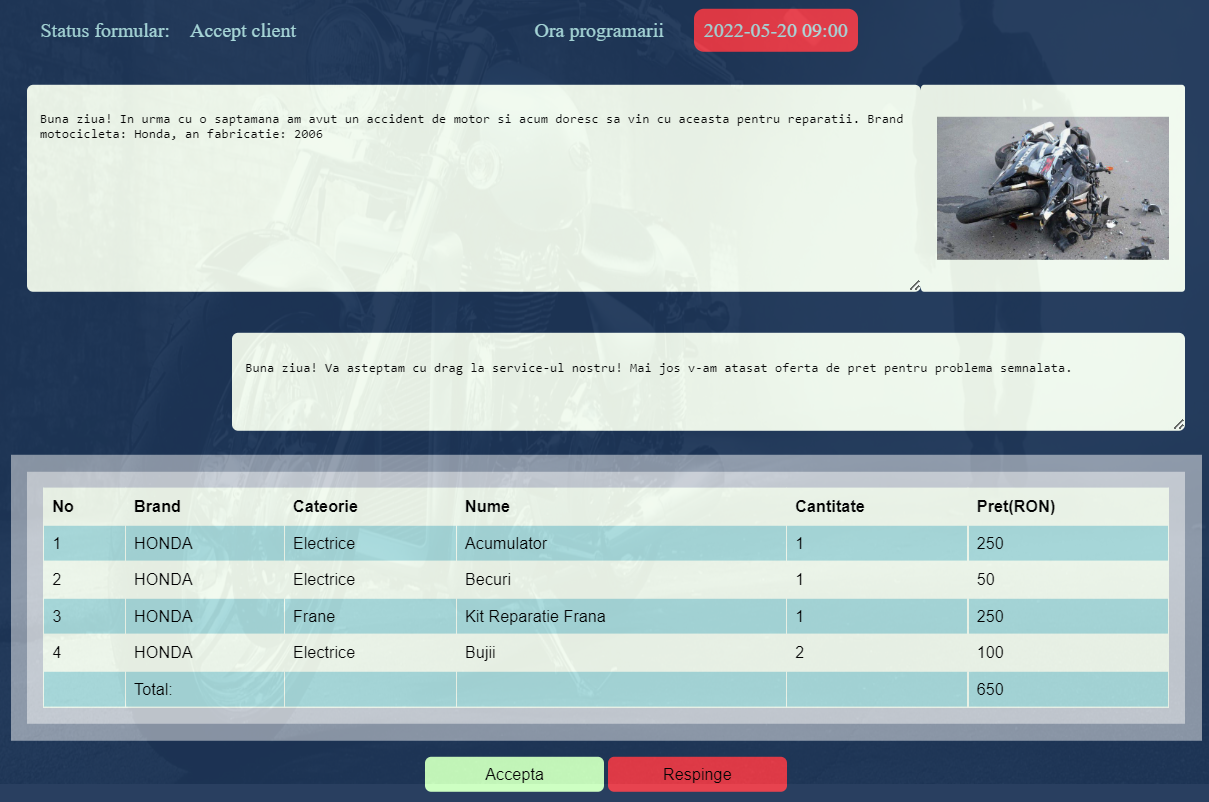 Status formular: Accept client Ora programarii 2022-05-20 09:00
Buna ziua! In urma cu o saptamana am avut un accident de motor si acum doresc sa vin cu aceasta pentru reparatii. Brand
motocicleta: Honda, an fabricatie: 2006
Buna ziua! Va asteptam cu drag la service-ul nostru! Mai jos v-am atasat oferta de pret pentru problema semnalata.
No Brand Cateorie Nume Cantitate Pret(RON)
1 HONDA Electrice Acumulator 1 250
2 HONDA Electrice Becuri 1 50
3 HONDA Frane Kit Reparatie Frana 1 250
4 HONDA Electrice Bujii 2 100
Total: 650
Accepta Respinge